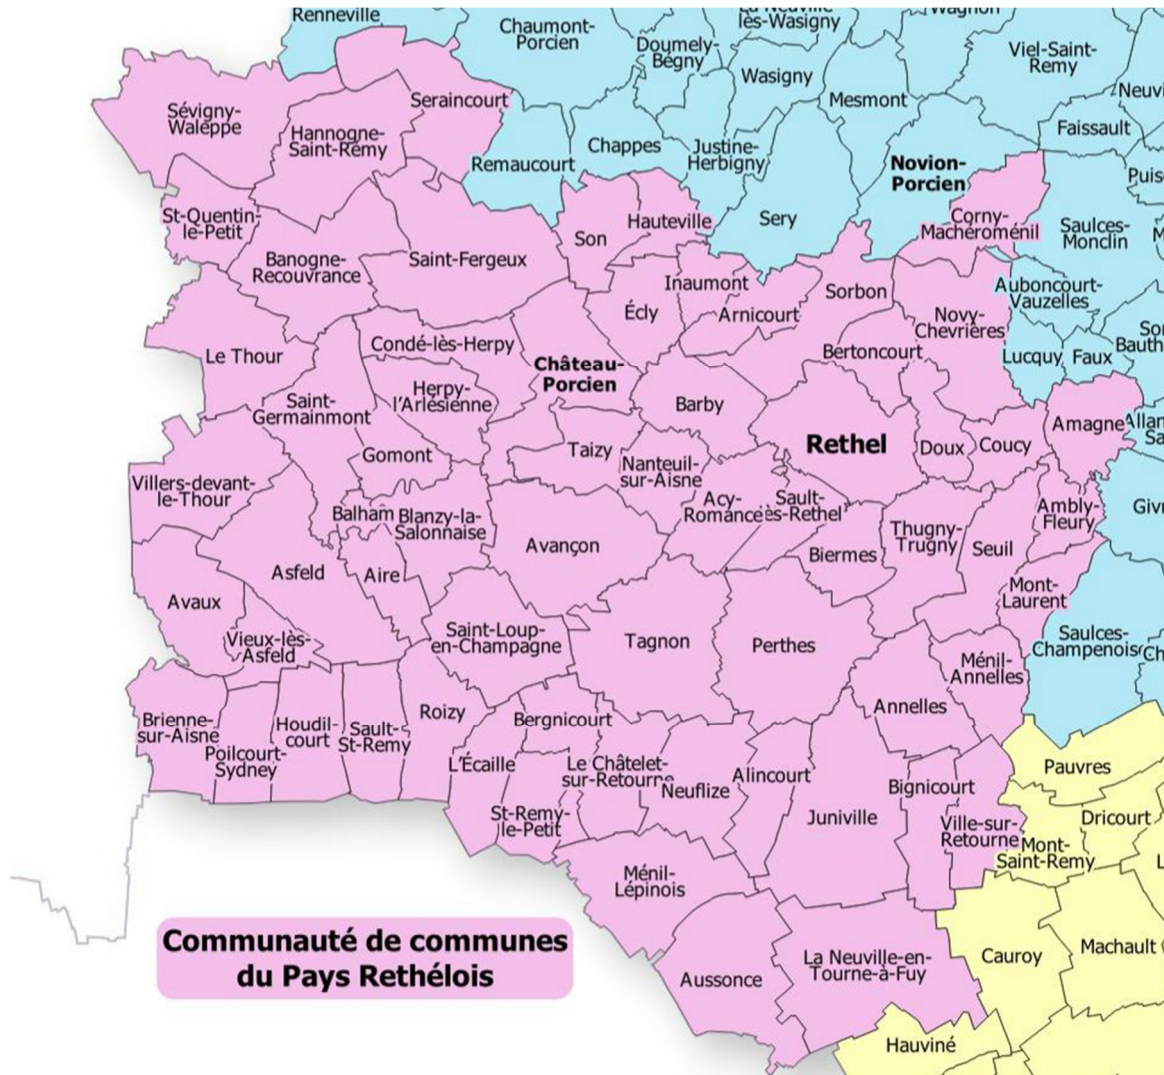 Renneville
Chaumont-
Porcien
Doumely-
Bégny
La Neuville
lès-Wasigny
Wagnon
Viel-Saint-
Remy
Wasigny
Mesmont
Sévigny-
Waleppe
Seraincourt
Hannogne-
Saint-Rémy
Remaucourt
Chappes
Justine-
Herbigny
Faissault
Novion-
Porcien
St-Quentin-
le-Petit
Son
Hauteville
Sery
Corny-
Machéroménil
Saulces-
Monclin
Banogne-
Recouvrance
Saint-Fergeux
Inaumont
Écly
Arnicourt
Sorbon
Auboncourt-
Vauzelles
Novy-
Chevrières
Le Thour
Condé-lès-Herpy
Château-
Porcien
Bertoncourt
Lucquy
Faux
Saint-
Germainmont
Herpy-
l'Arlésienne
Barby
Rethel
Amagne
Gomont
Taizy
Doux
Coucy
Nanteuil-
sur-Aisne
Villers-devant-
le-Thour
Balham
Blanzy-la-
Salonnaise
Acy-
Romance
Sault-
ès-Rethel
Ambly-
Fleury
Avançon
Biermes
Thugny-
Trugny
Seuil
Asfeld
Aire
Avaux
Mont-
Laurent
Vieux-lès-
Asfeld
Saint-Loup-
en-Champagne
Tagnon
Perthes
Saulces-
Champenois
Ménil-
Annelles
Annelles
Brienne-
sur-Aisne
Poilcourt-
Sydney
Houdil-
court
Sault-
St-Remy
Roizy
Bergnicourt
L'Écaille
Le Châtelet-
sur-Retourne
Neuflize
Alincourt
Bignicourt
Pauvres
St-Remy-
le-Petit
Juniville
Ville-sur-
Retourne
Dricourt
Mont-
Saint-Remy
Ménil-
Lépinois
Communauté de communes
du Pays Rethélois
Aussonce
La Neuville-en-
Tourne-à-Fuy
Cauroy
Machault
Hauviné